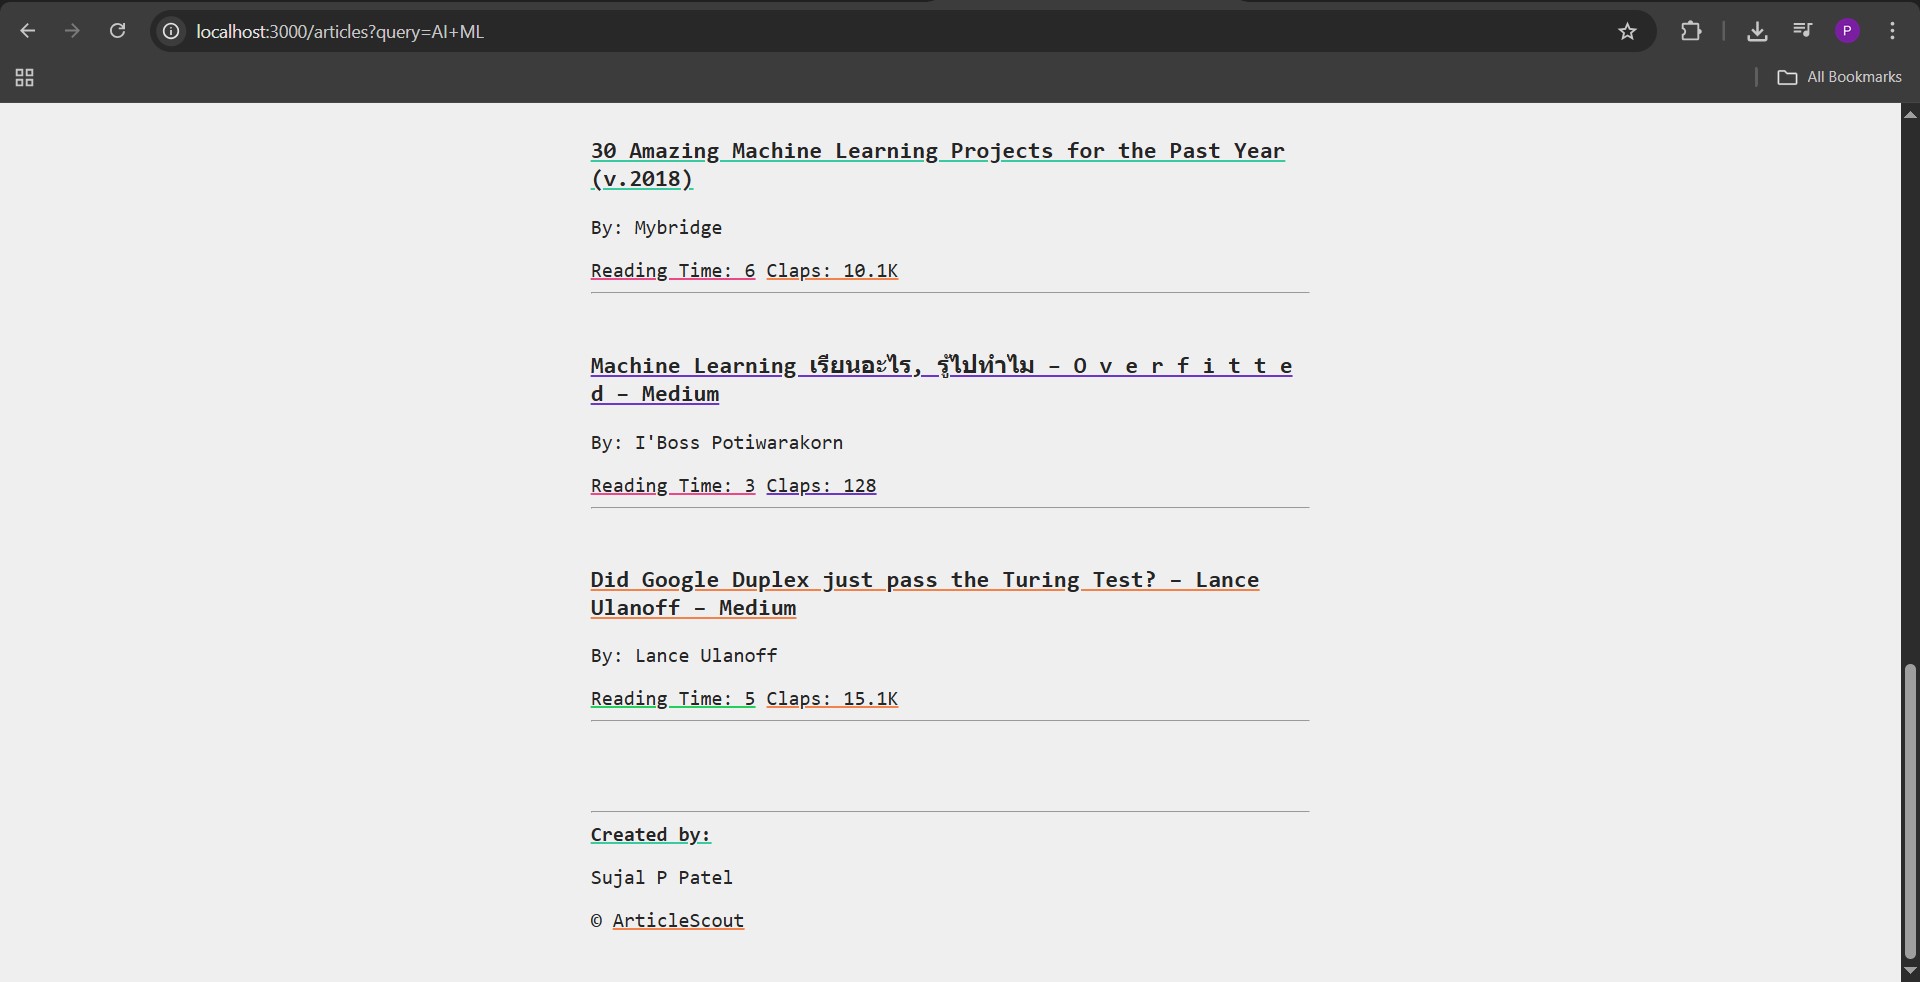 localhost:3000/articles?query=AI+ML
P
All Bookmarks
30 Amazing Machine Learning Projects for the Past Year
(v.2018)
By: Mybridge
Reading Time: 6 Claps: 10.1K
Machine Learning เรียนอะไร, รู้ไปทำไม – O v e r f i t t e
d – Medium
By: I'Boss Potiwarakorn
Reading Time: 3 Claps: 128
Did Google Duplex just pass the Turing Test? – Lance
Ulanoff – Medium
By: Lance Ulanoff
Reading Time: 5 Claps: 15.1K
Created by:
Sujal P Patel
© ArticleScout